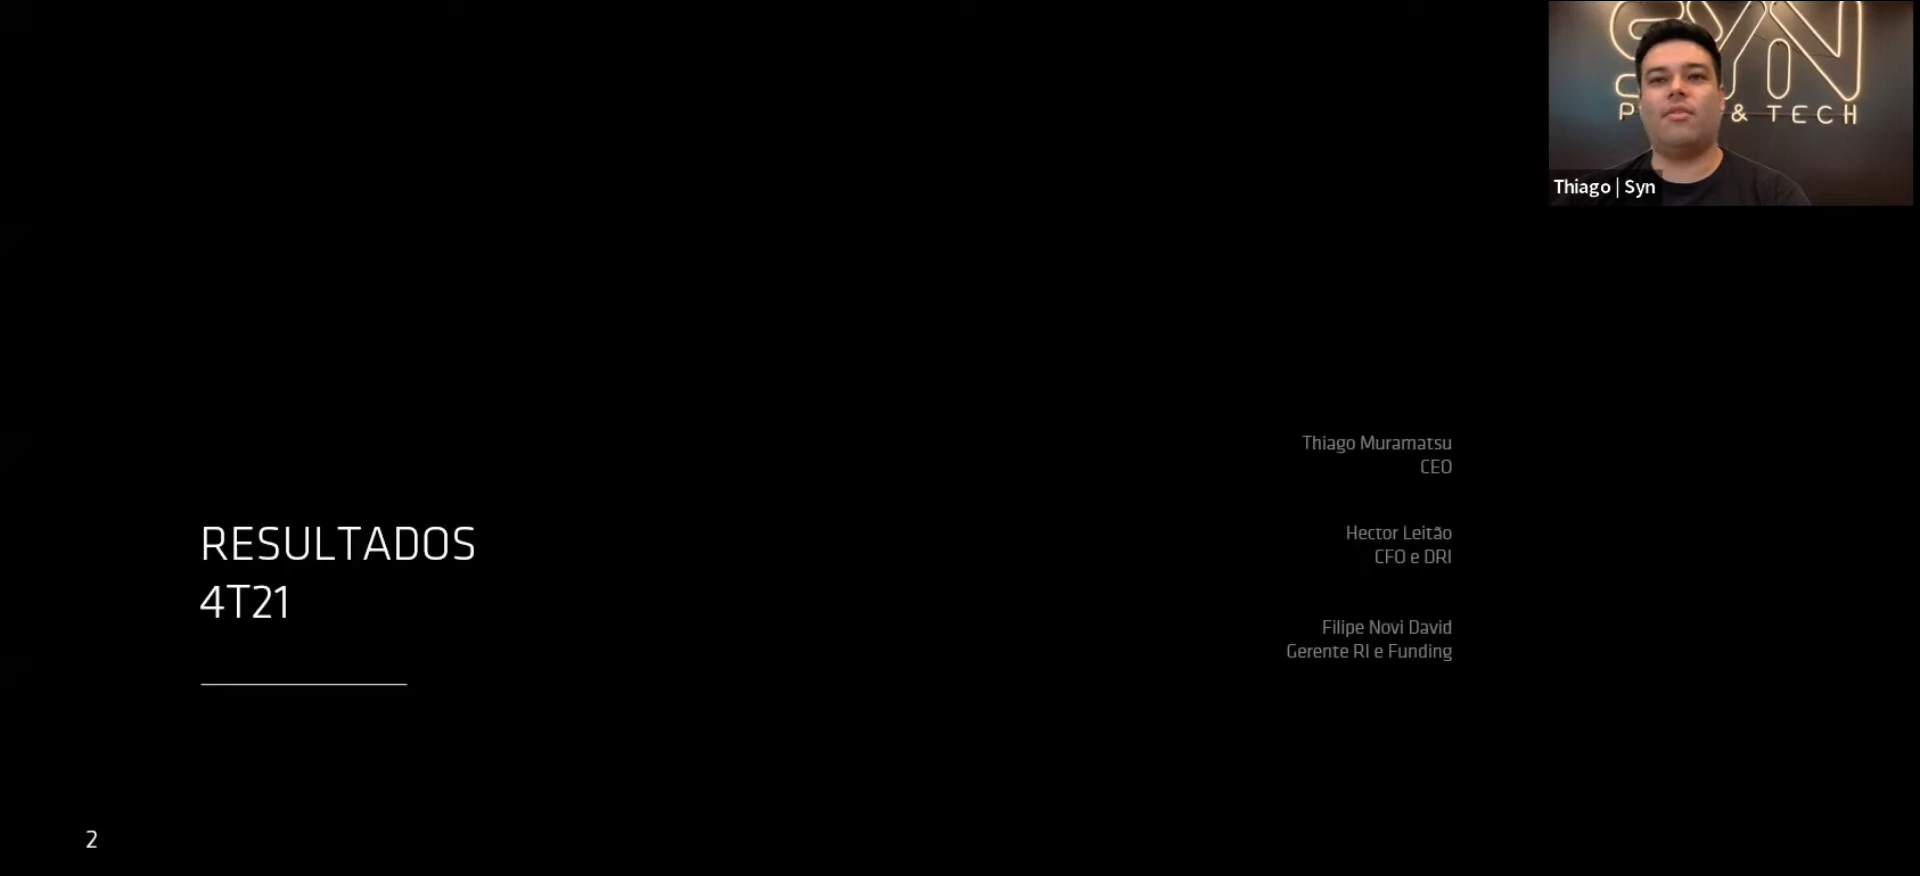 SYN
& TECH
Thiago | Syn
Thiago Muramatsu
CEO
Hector Leitão
CFO e DRI
RESULTADOS
4T21
Filipe Novi David
Gerente RI e Funding
2